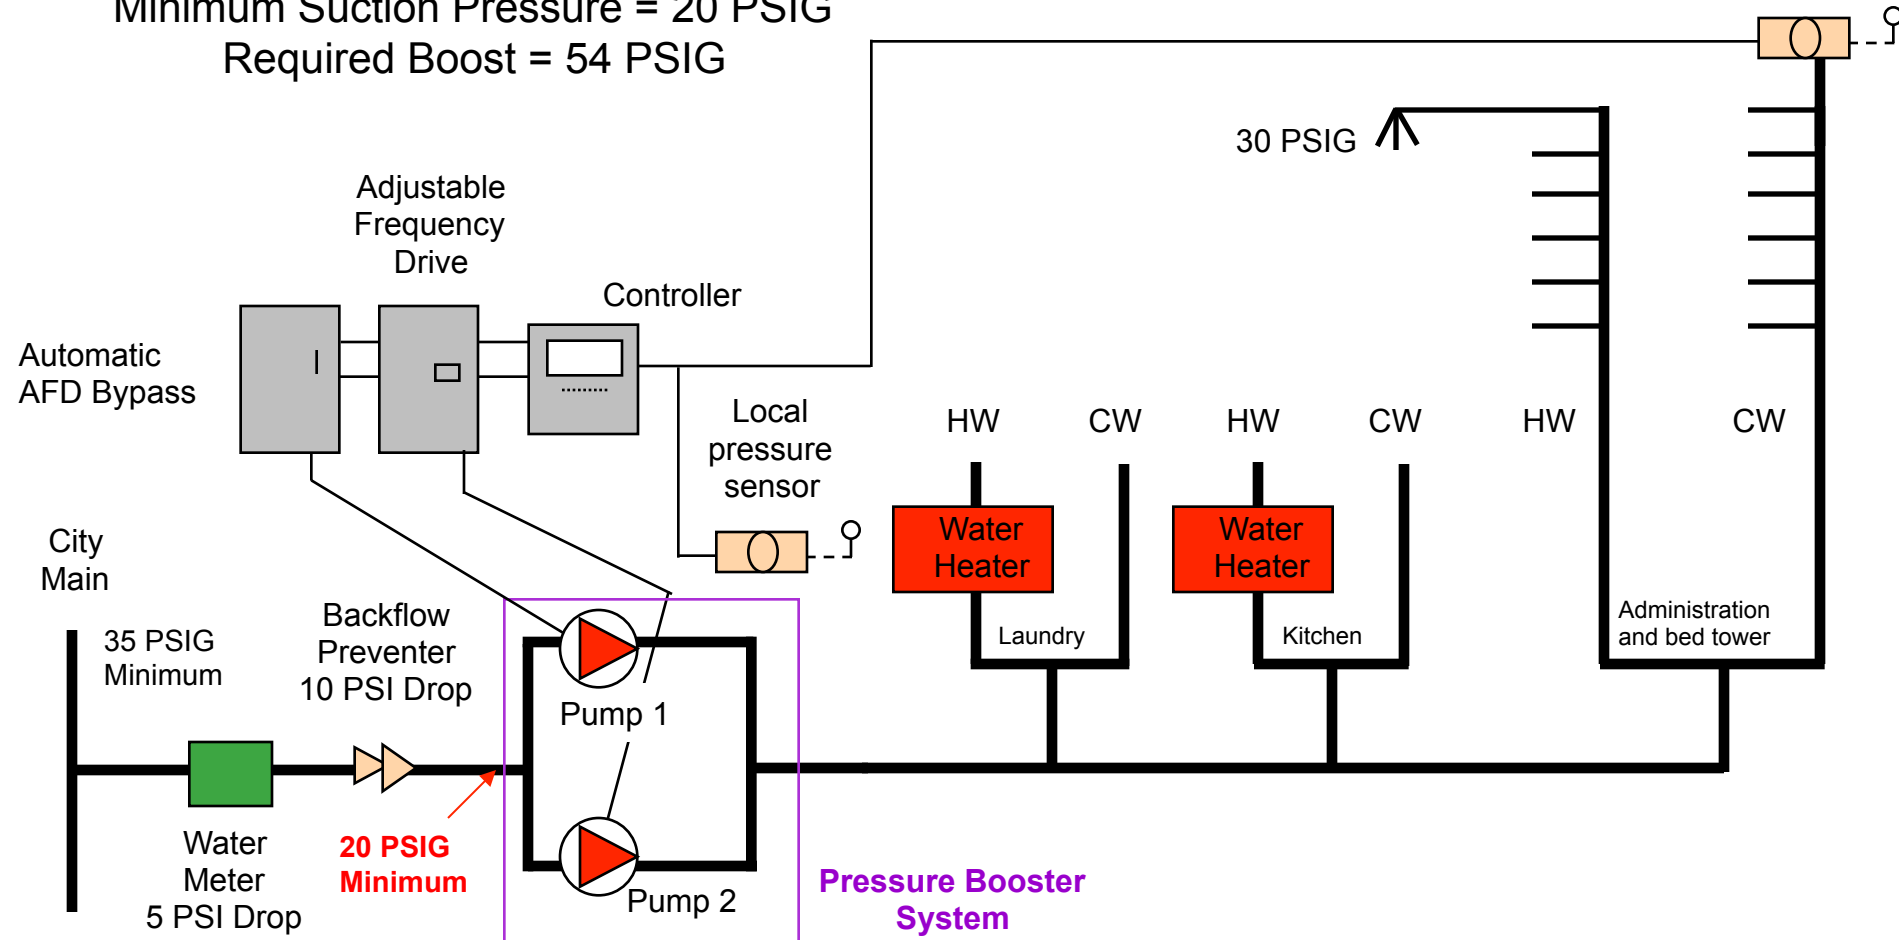 Minimum Suction Pressure = 20 PSIG
Required Boost = 54 PSIG
30 PSIG
Adjustable
Frequency
Drive
Controller
Automatic
AFD Bypass
Local
pressure
sensor
HW
CW
HW
CW
HW
CW
Water
Heater
Water
Heater
City
Main
35 PSIG
Minimum
Backflow
Preventer
10 PSI Drop
Laundry
Kitchen
Administration
and bed tower
Pump 1
Water
Meter
5 PSI Drop
20 PSIG
Minimum
Pump 2
Pressure Booster
System